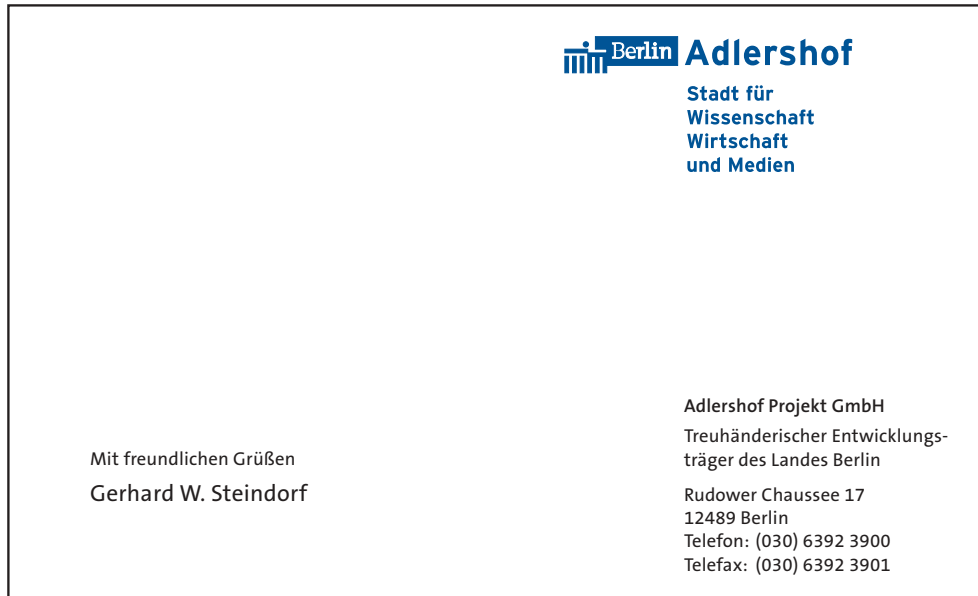 Berlin Adlershof
Stadt für
Wissenschaft
Wirtschaft
und Medien
Mit freundlichen Grüßen
Gerhard W. Steindorf
Adlershof Projekt GmbH
Treuhänderischer Entwicklungs-
träger des Landes Berlin
Rudower Chaussee 17
12489 Berlin
Telefon: (030) 6392 3900
Telefax: (030) 6392 3901